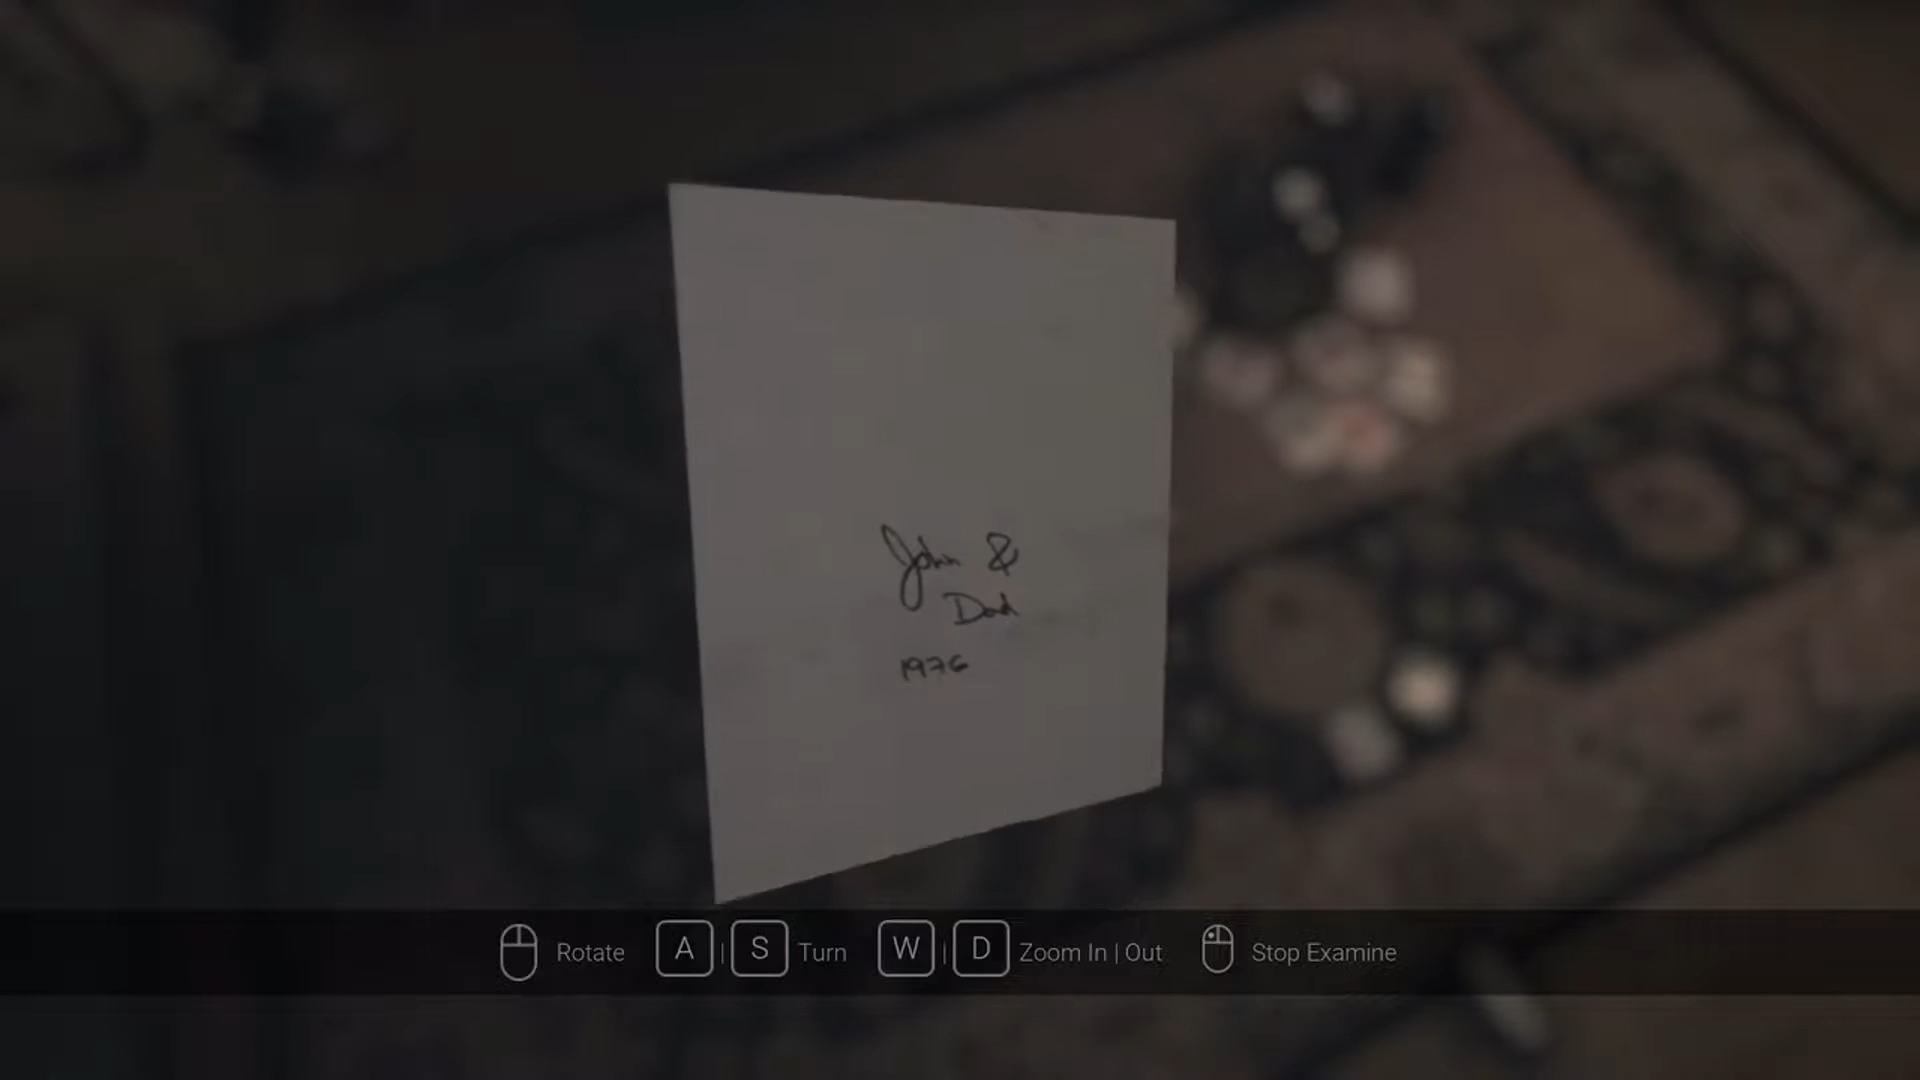 John &
Dad
1976
Rotate A | S Turn W | D Zoom In | Out Stop Examine